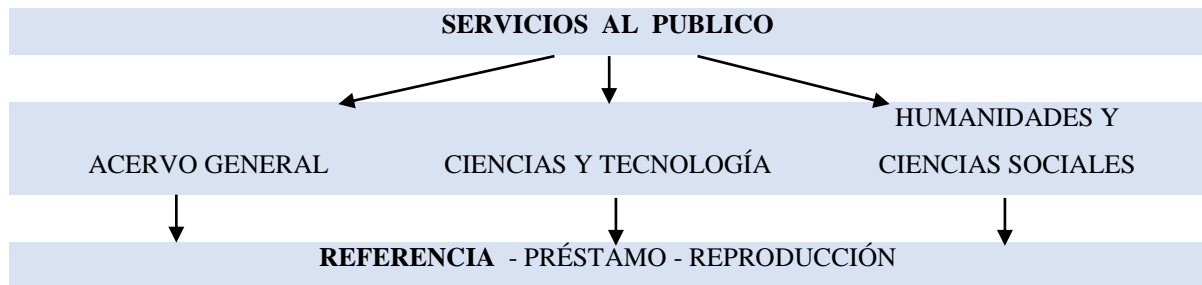 SERVICIOS AL PUBLICO
HUMANIDADES Y
ACERVO GENERAL CIENCIAS Y TECNOLOGÍA CIENCIAS SOCIALES
REFERENCIA - PRÉSTAMO - REPRODUCCIÓN